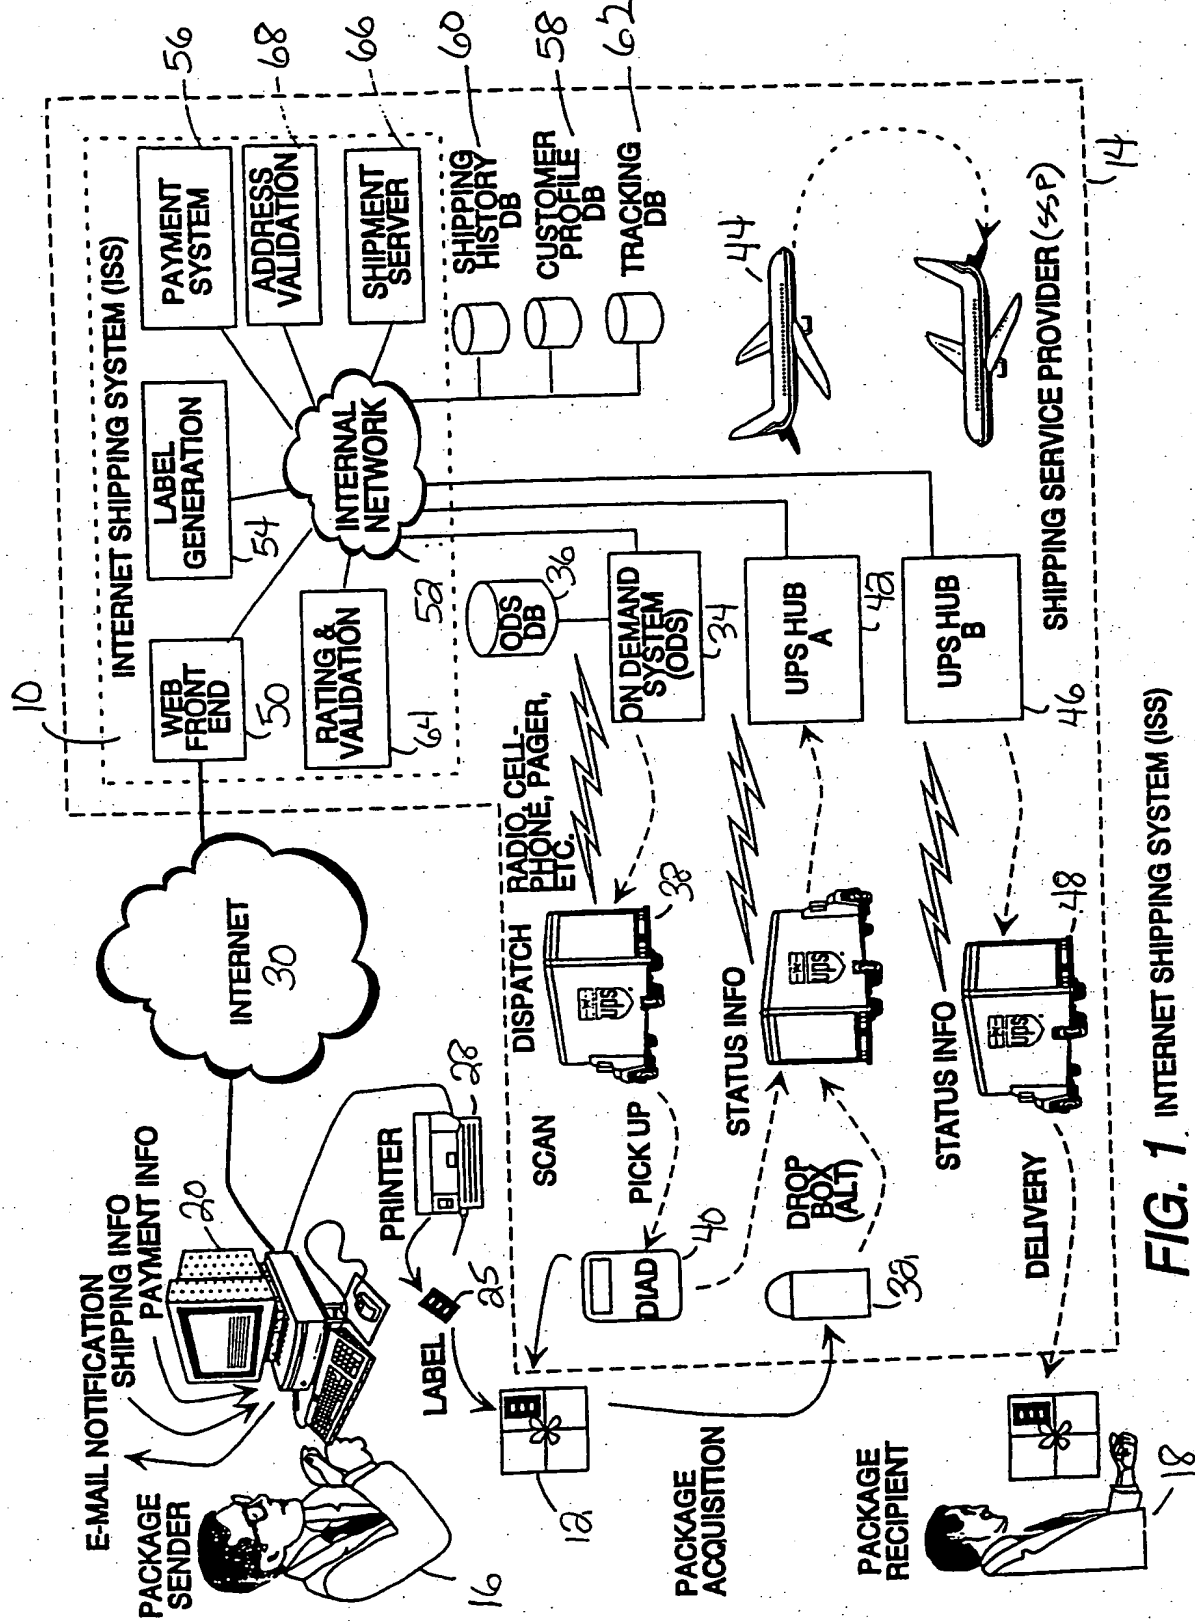 E-MAIL NOTIFICATION
SHIPPING INFO
PAYMENT INFO
20
PACKAGE
SENDER
16
INTERNET
30
PRINTER
28
LABEL
25
12
10
INTERNET SHIPPING SYSTEM (ISS)
WEB
FRONT
END
50
LABEL
GENERATION
54
PAYMENT
SYSTEM
56
ADDRESS
VALIDATION
68
SHIPMENT
SERVER
66
RATING &
VALIDATION
64
INTERNAL
NETWORK
52
SHIPPING
HISTORY
DB
60
CUSTOMER
PROFILE
DB
58
TRACKING
DB
62
ODS
DB
36
ON DEMAND
SYSTEM
(ODS)
34
RADIO, CELL-
PHONE, PAGER,
ETC.
DISPATCH
ups
38
SCAN
PICK UP
DIAD
40
UPS HUB
A
42
44
STATUS INFO
ups
DROP
BOX
(ALT)
32
PACKAGE
ACQUISITION
UPS HUB
B
46
STATUS INFO
ups
48
DELIVERY
PACKAGE
RECIPIENT
18
SHIPPING SERVICE PROVIDER (SSP)
14
FIG. 1 INTERNET SHIPPING SYSTEM (ISS)